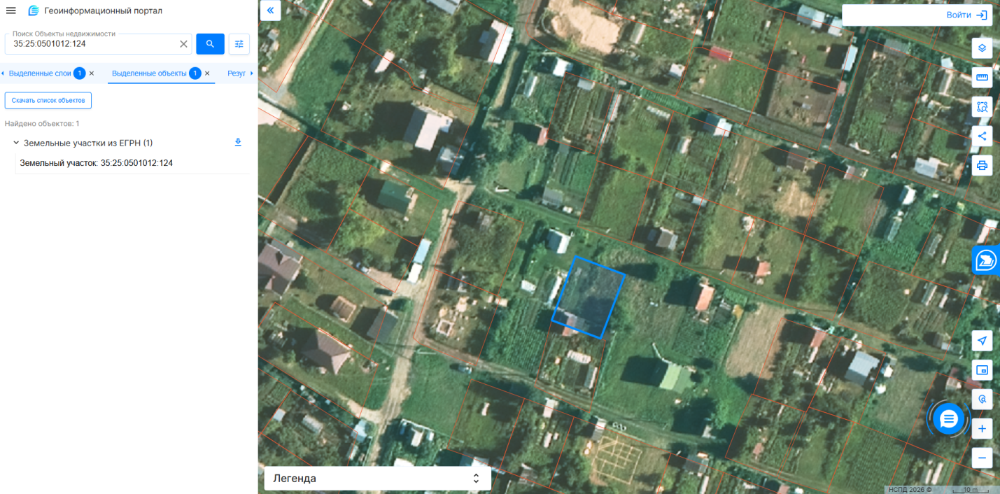 Геоинформационный портал
Войти
Поиск Объекты недвижимости
35:25:0501012:124
Выделенные слои 1 ×
Выделенные объекты 1 ×
Резул
Скачать список объектов
Найдено объектов: 1
Земельные участки из ЕГРН (1)
Земельный участок: 35:25:0501012:124
Легенда
НСПД 2026 ©
10 m